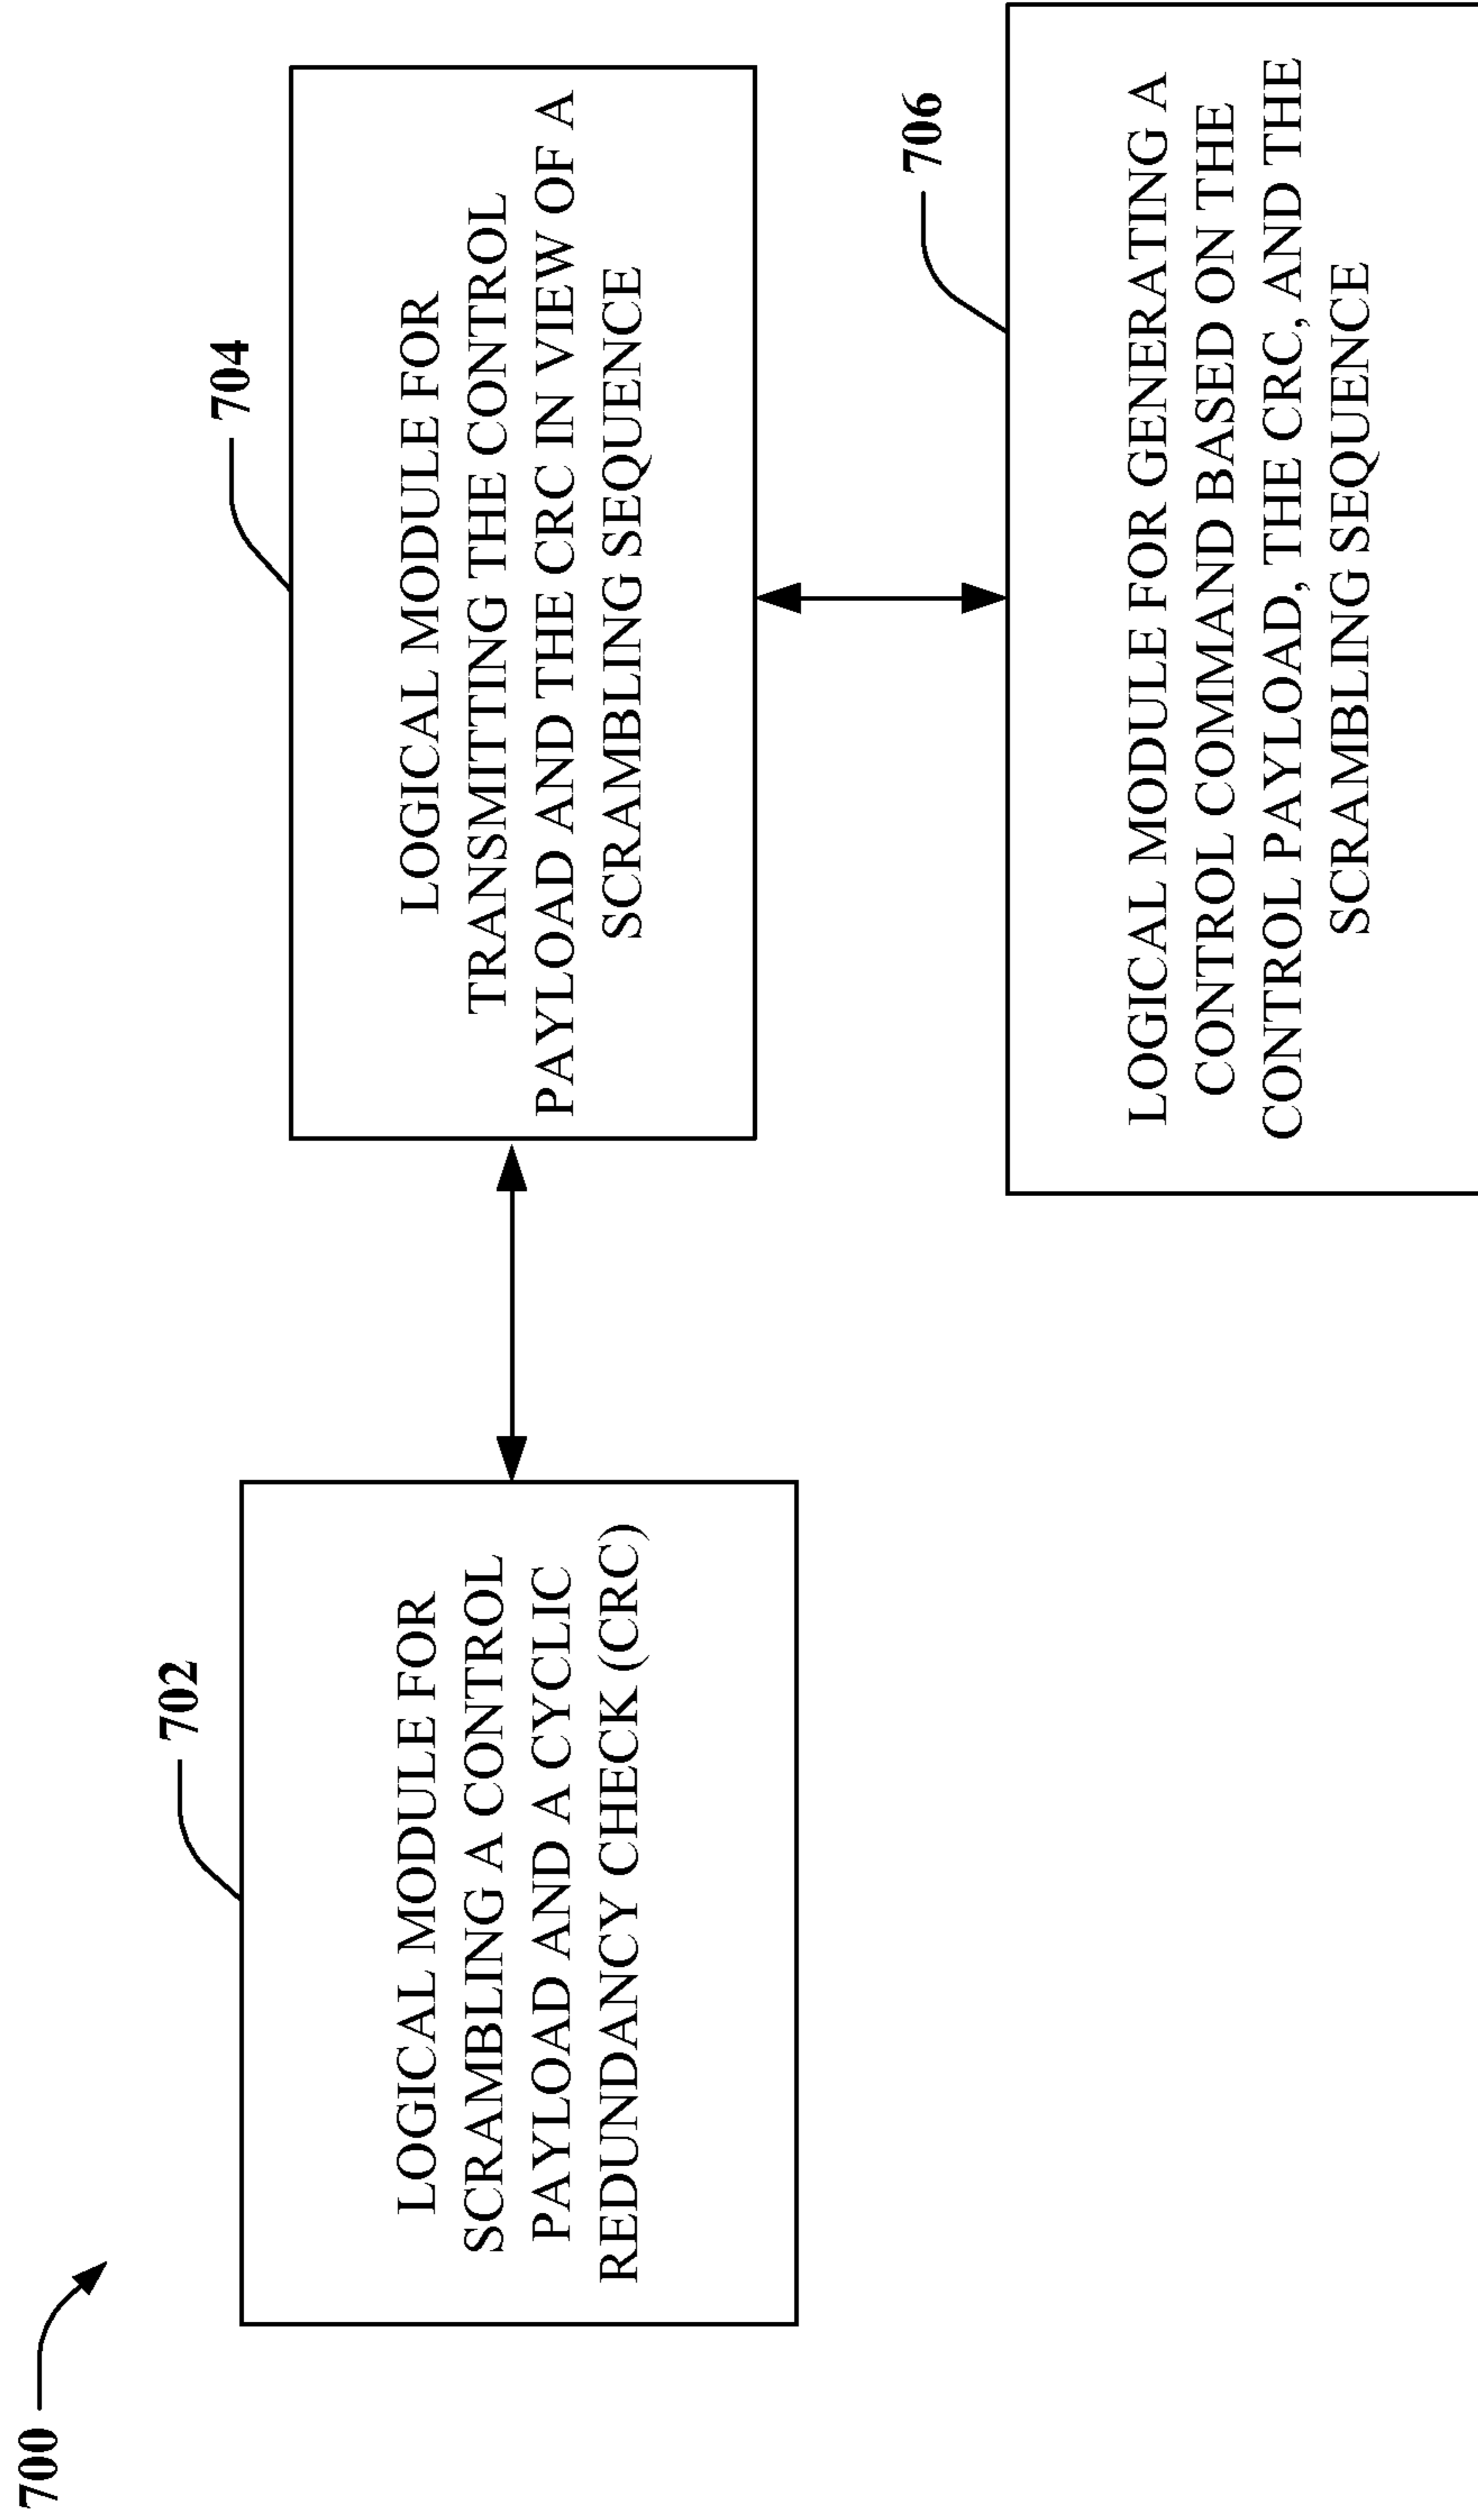 700
702
LOGICAL MODULE FOR
SCRAMBLING A CONTROL
PAYLOAD AND A CYCLIC
REDUNDANCY CHECK (CRC)
704
LOGICAL MODULE FOR
TRANSMITTING THE CONTROL
PAYLOAD AND THE CRC IN VIEW OF A
SCRAMBLING SEQUENCE
706
LOGICAL MODULE FOR GENERATING A
CONTROL COMMAND BASED ON THE
CONTROL PAYLOAD, THE CRC, AND THE
SCRAMBLING SEQUENCE